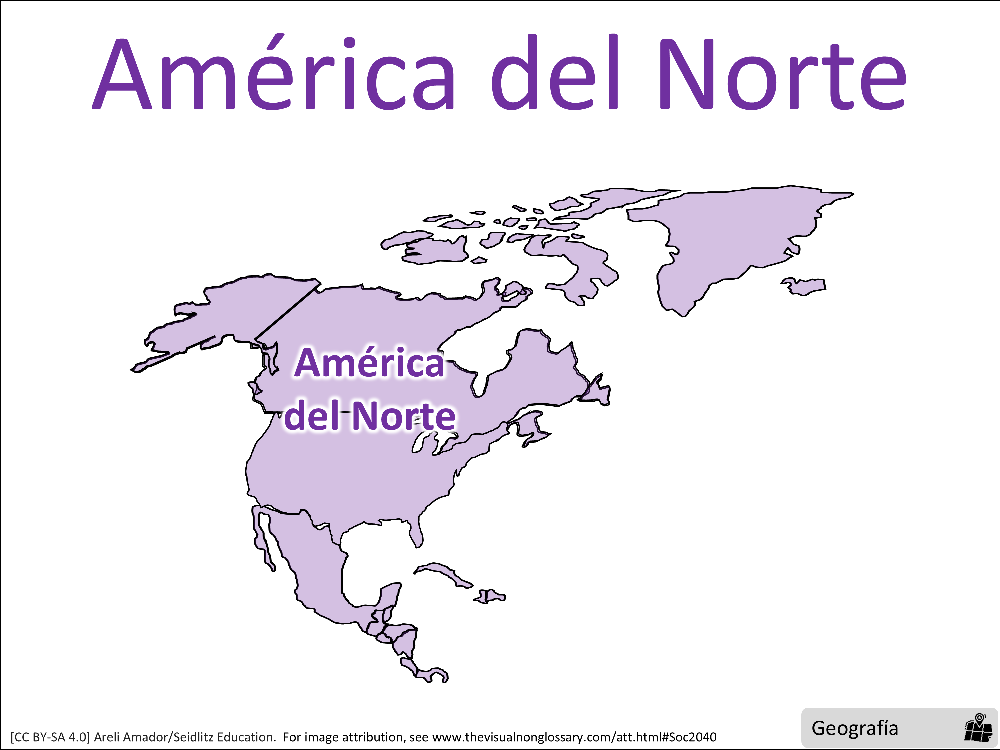 América del Norte
América
del Norte
Geografía
[CC BY-SA 4.0] Areli Amador/Seidlitz Education. For image attribution, see www.thevisualnonglossary.com/att.html#Soc2040